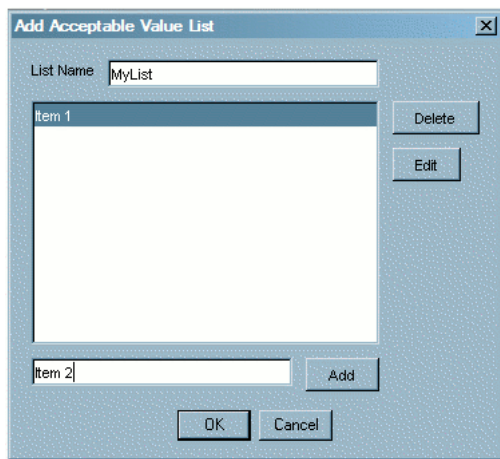 Add Acceptable Value List
List Name MyList
Item 1
Delete
Edit
Item 2
Add
OK Cancel